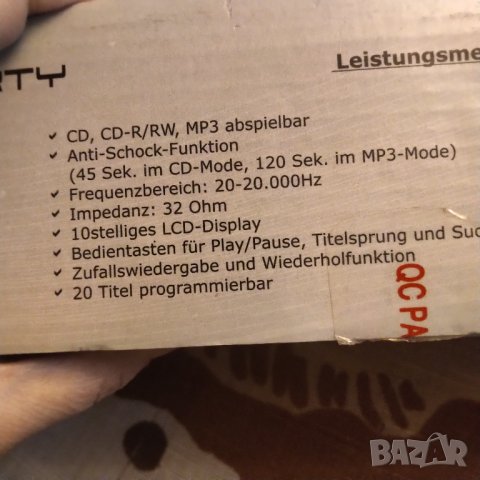 Leistungsme
CD, CD-R/RW, MP3 abspielbar
Anti-Schock-Funktion
(45 Sek. im CD-Mode, 120 Sek. im MP3-Mode)
Frequenzbereich: 20-20.000Hz
Impedanz: 32 Ohm
10stelliges LCD-Display
Bedientasten für Play/Pause, Titelsprung und Suc
Zufallswiedergabe und Wiederholfunktion
20 Titel programmierbar
QC PA
BAZAR